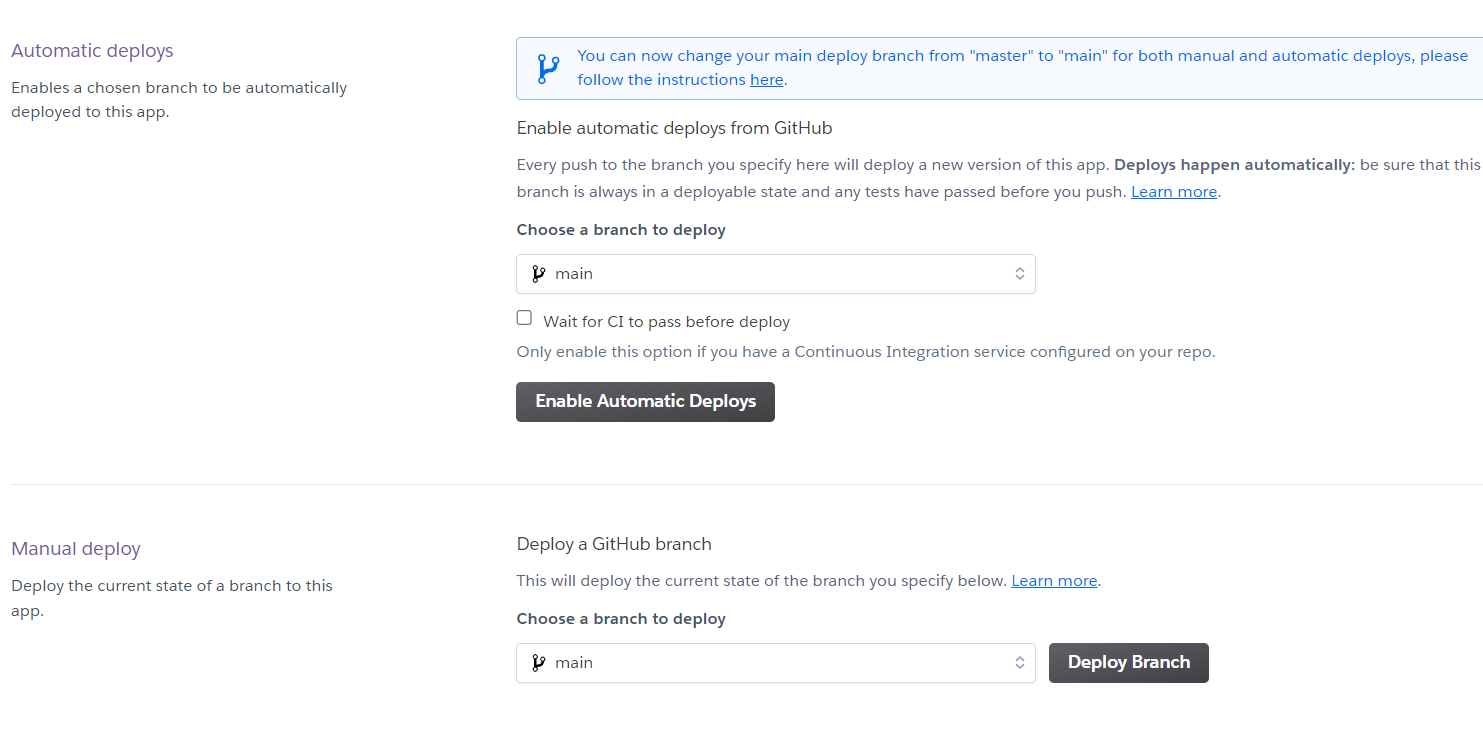 Automatic deploys
Enables a chosen branch to be automatically
deployed to this app.
You can now change your main deploy branch from "master" to "main" for both manual and automatic deploys, please
follow the instructions here.
Enable automatic deploys from GitHub
Every push to the branch you specify here will deploy a new version of this app. Deploys happen automatically: be sure that this
branch is always in a deployable state and any tests have passed before you push. Learn more.
Choose a branch to deploy
main
Wait for CI to pass before deploy
Only enable this option if you have a Continuous Integration service configured on your repo.
Enable Automatic Deploys
Manual deploy
Deploy the current state of a branch to this
app.
Deploy a GitHub branch
This will deploy the current state of the branch you specify below. Learn more.
Choose a branch to deploy
main
Deploy Branch